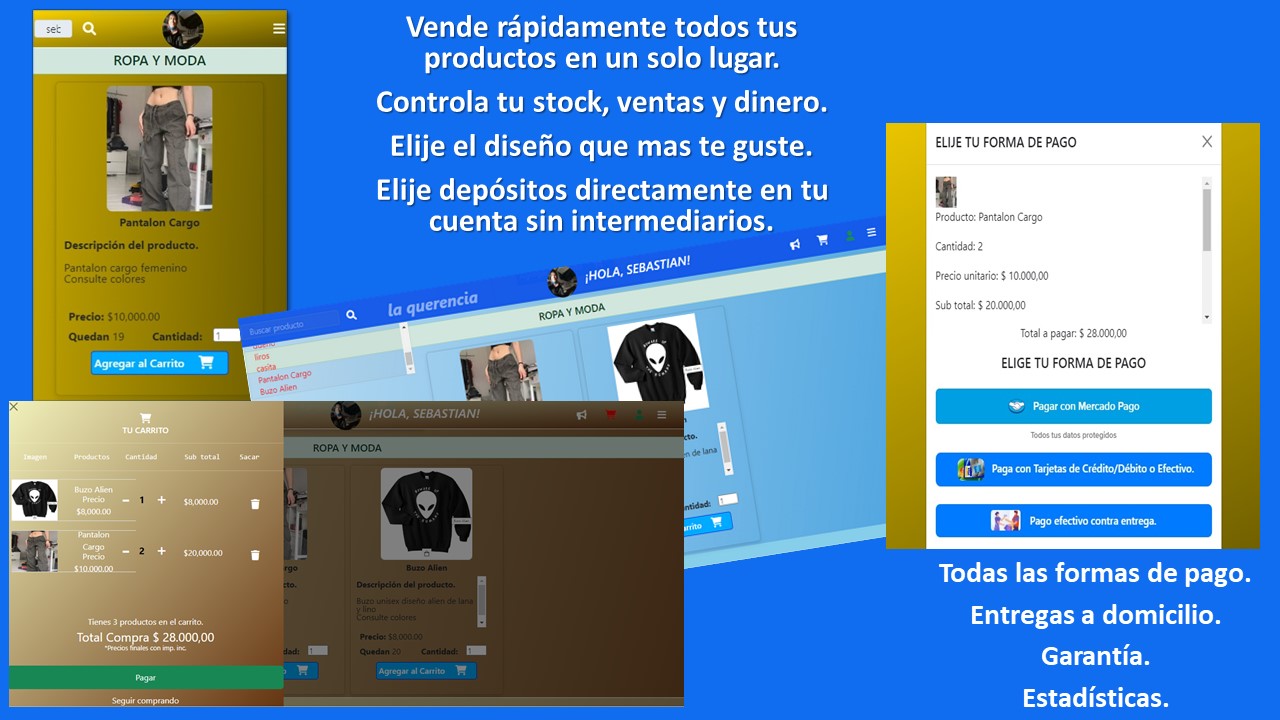 seb
ROPA Y MODA
Pantalon Cargo
Descripción del producto.
Pantalon cargo femenino
Consulte colores
Precio: $10,000.00
Quedan 19 Cantidad: 1
Agregar al Carrito
Vende rápidamente todos tus
productos en un solo lugar.
Controla tu stock, ventas y dinero.
Elije el diseño que mas te guste.
Elije depósitos directamente en tu
cuenta sin intermediarios.
¡HOLA, SEBASTIAN!
la querencia
Buscar producto
ROPA Y MODA
liros
casita
Pantalon Cargo
Buzo Alien
de lana
ntidad: 1
rrito
ELIJE TU FORMA DE PAGO
Producto: Pantalon Cargo
Cantidad: 2
Precio unitario: $ 10.000,00
Sub total: $ 20.000,00
Total a pagar: $ 28.000,00
ELIGE TU FORMA DE PAGO
Pagar con Mercado Pago
Todos tus datos protegidos
Paga con Tarjetas de Crédito/Débito o Efectivo.
Pago efectivo contra entrega.
TU CARRITO
Imagen Productos Cantidad Sub total Sacar
Buzo Alien
Precio
$8,000.00
1
$8,000.00
Pantalon
Cargo
Precio
$10,000.00
2
$20,000.00
Tienes 3 productos en el carrito.
Total Compra $ 28.000,00
*Precios finales con imp. inc.
Pagar
Seguir comprando
¡HOLA, SEBASTIAN!
ROPA Y MODA
Buzo Alien
Descripción del producto.
Buzo unisex diseño alien de lana
y lino
Consulte colores
Precio: $8,000.00
Quedan 20 Cantidad: 1
Agregar al Carrito
Todas las formas de pago.
Entregas a domicilio.
Garantía.
Estadísticas.